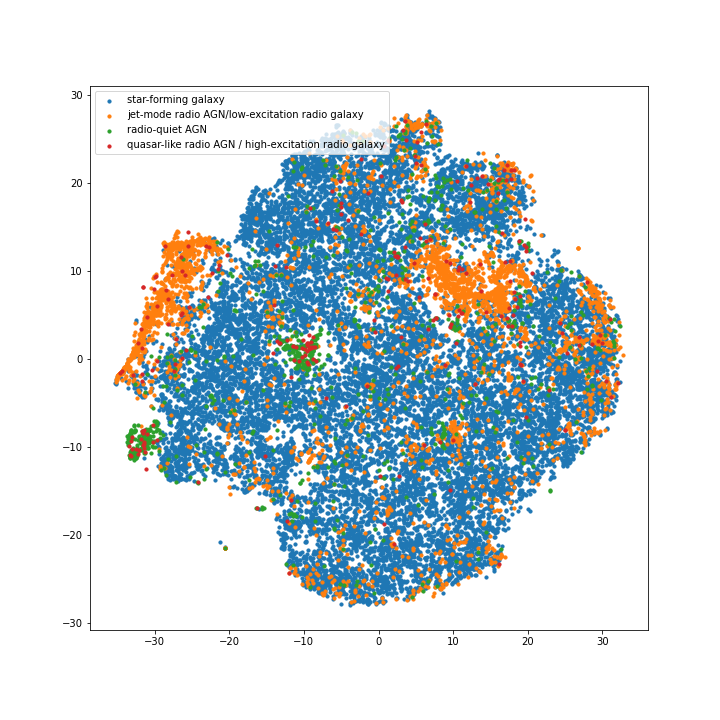 star-forming galaxy
jet-mode radio AGN/low-excitation radio galaxy
radio-quiet AGN
quasar-like radio AGN / high-excitation radio galaxy
30
20
10
0
−10
−20
−30
−30 −20 −10 0 10 20 30